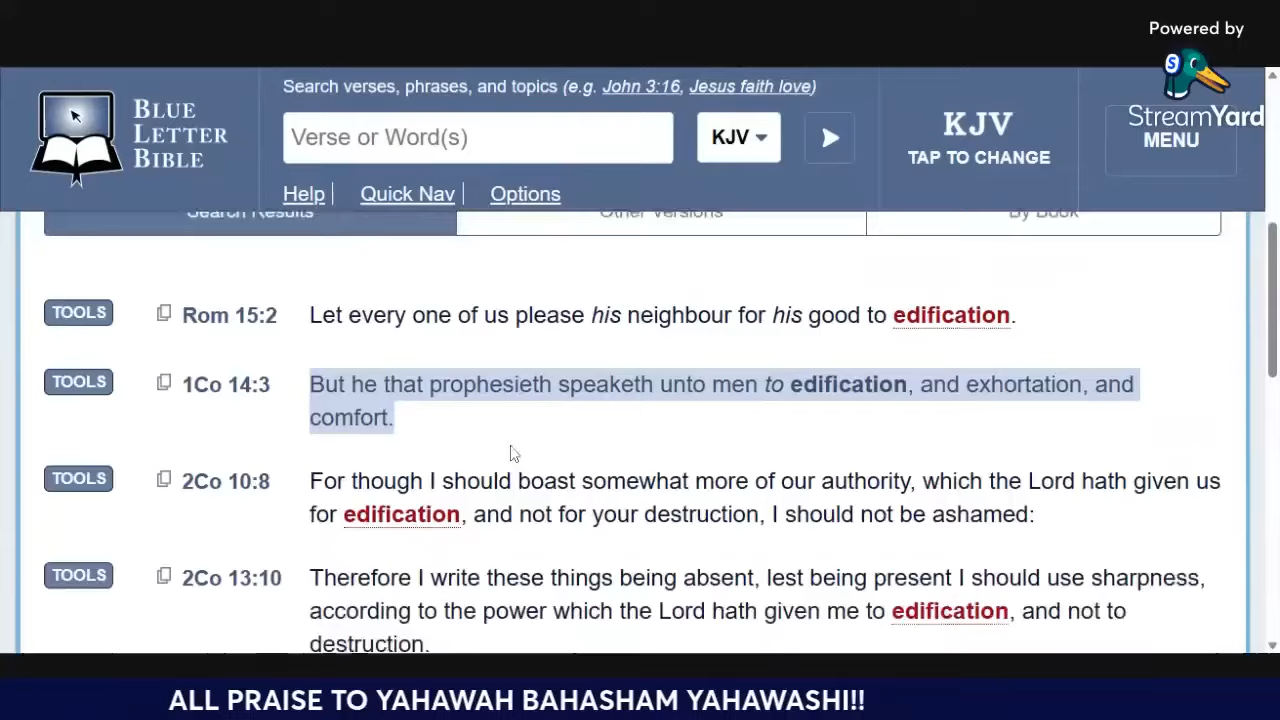 Powered by
StreamYard
BLUE
LETTER
BIBLE
Search verses, phrases, and topics (e.g. John 3:16, Jesus faith love)
Verse or Word(s)
KJV
Help
Quick Nav
Options
KJV
TAP TO CHANGE
MENU
Search Results
Other Versions
By Book
TOOLS
Rom 15:2
Let every one of us please his neighbour for his good to edification.
TOOLS
1Co 14:3
But he that prophesieth speaketh unto men to edification, and exhortation, and
comfort.
TOOLS
2Co 10:8
For though I should boast somewhat more of our authority, which the Lord hath given us
for edification, and not for your destruction, I should not be ashamed:
TOOLS
2Co 13:10
Therefore I write these things being absent, lest being present I should use sharpness,
according to the power which the Lord hath given me to edification, and not to
destruction.
ALL PRAISE TO YAHAWAH BAHASHAM YAHAWASHI!!